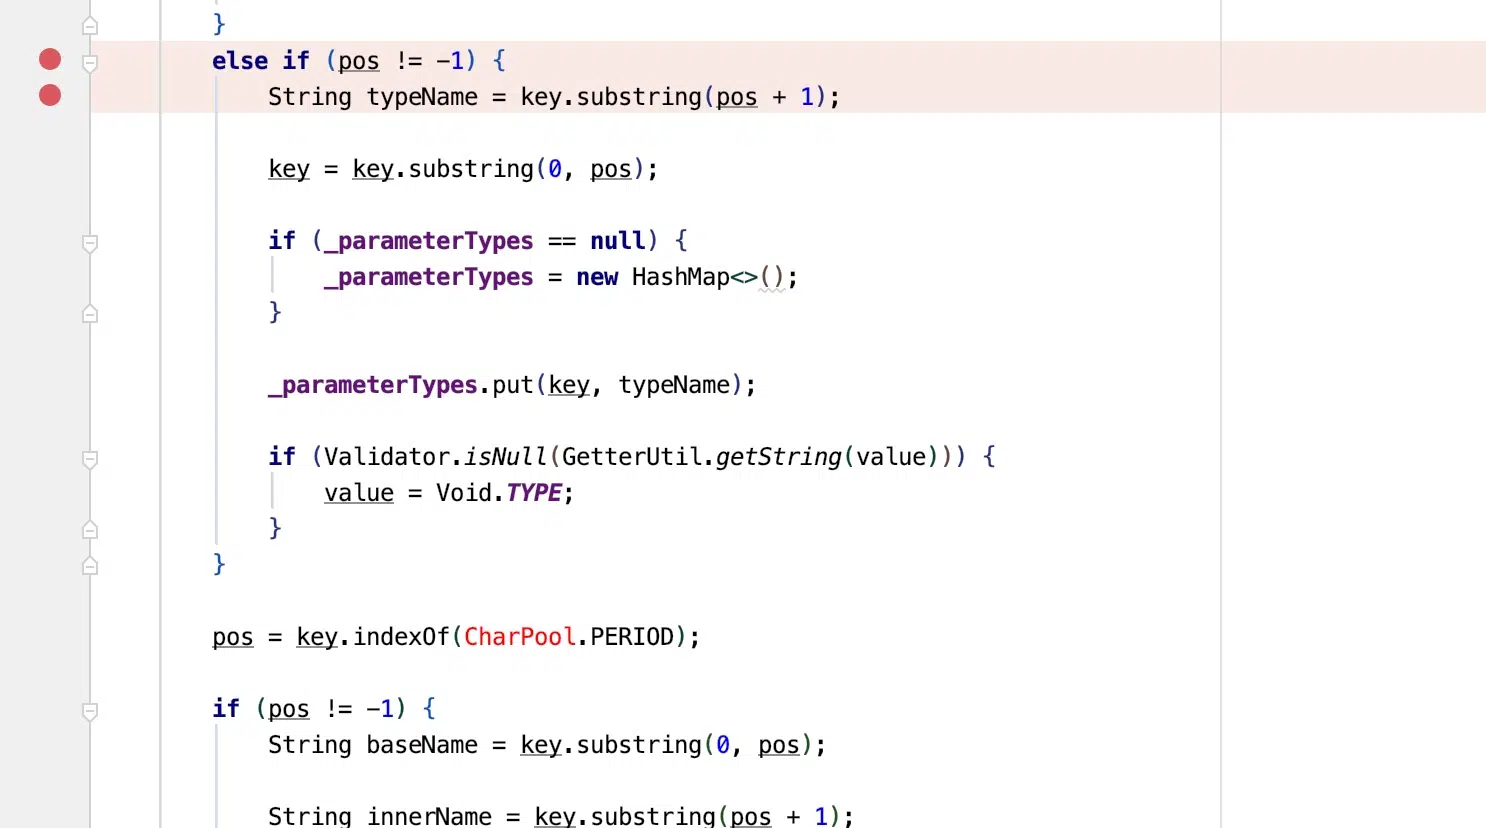 }
else if (pos != -1) {
String typeName = key.substring(pos + 1);
key = key.substring(0, pos);
if (_parameterTypes == null) {
_parameterTypes = new HashMap<>();
}
_parameterTypes.put(key, typeName);
if (Validator.isNull(GetterUtil.getString(value))) {
value = Void.TYPE;
}
}
pos = key.indexOf(CharPool.PERIOD);
if (pos != -1) {
String baseName = key.substring(0, pos);
String innerName = key.substring(pos + 1);